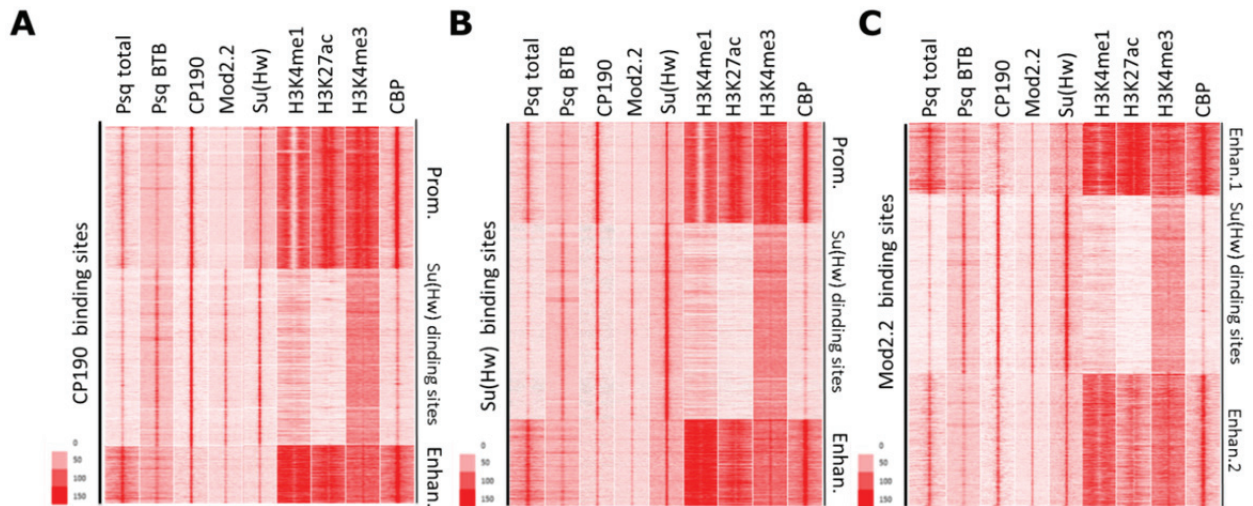 A
Psq total
Psq BTB
CP190
Mod2.2
Su(Hw)
H3K4me1
H3K27ac
H3K4me3
CBP
CP190 binding sites
Prom.
Su(Hw) dinding sites
Enhan.
0
50
100
150
B
Psq total
Psq BTB
CP190
Mod2.2
Su(Hw)
H3K4me1
H3K27ac
H3K4me3
CBP
Su(Hw) binding sites
Prom.
Su(Hw) dinding sites
Enhan.
0
50
100
150
C
Psq total
Psq BTB
CP190
Mod2.2
Su(Hw)
H3K4me1
H3K27ac
H3K4me3
CBP
Mod2.2 binding sites
Enhan.1
Su(Hw) dinding sites
Enhan.2
0
50
100
150